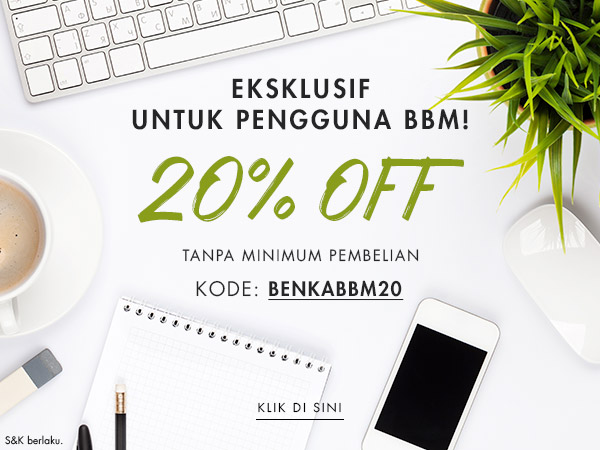 EKSKLUSIF
UNTUK PENGGUNA BBM!
20% OFF
TANPA MINIMUM PEMBELIAN
KODE: BENKABBM20
KLIK DI SINI
S&K berlaku.